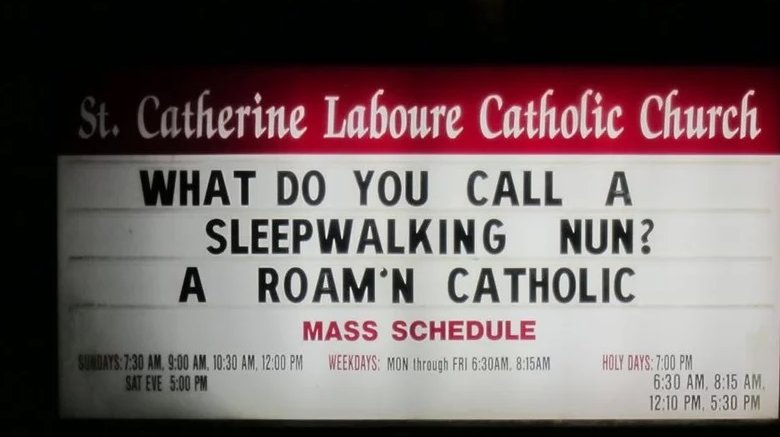 St. Catherine Laboure Catholic Church
WHAT DO YOU CALL A
SLEEPWALKING NUN?
A ROAM'N CATHOLIC
MASS SCHEDULE
SUNDAYS: 7:30 AM, 9:00 AM, 10:30 AM, 12:00 PM
SAT EVE 5:00 PM
WEEKDAYS: MON through FRI 6:30AM, 8:15AM
HOLY DAYS: 7:00 PM
6:30 AM, 8:15 AM,
12:10 PM, 5:30 PM